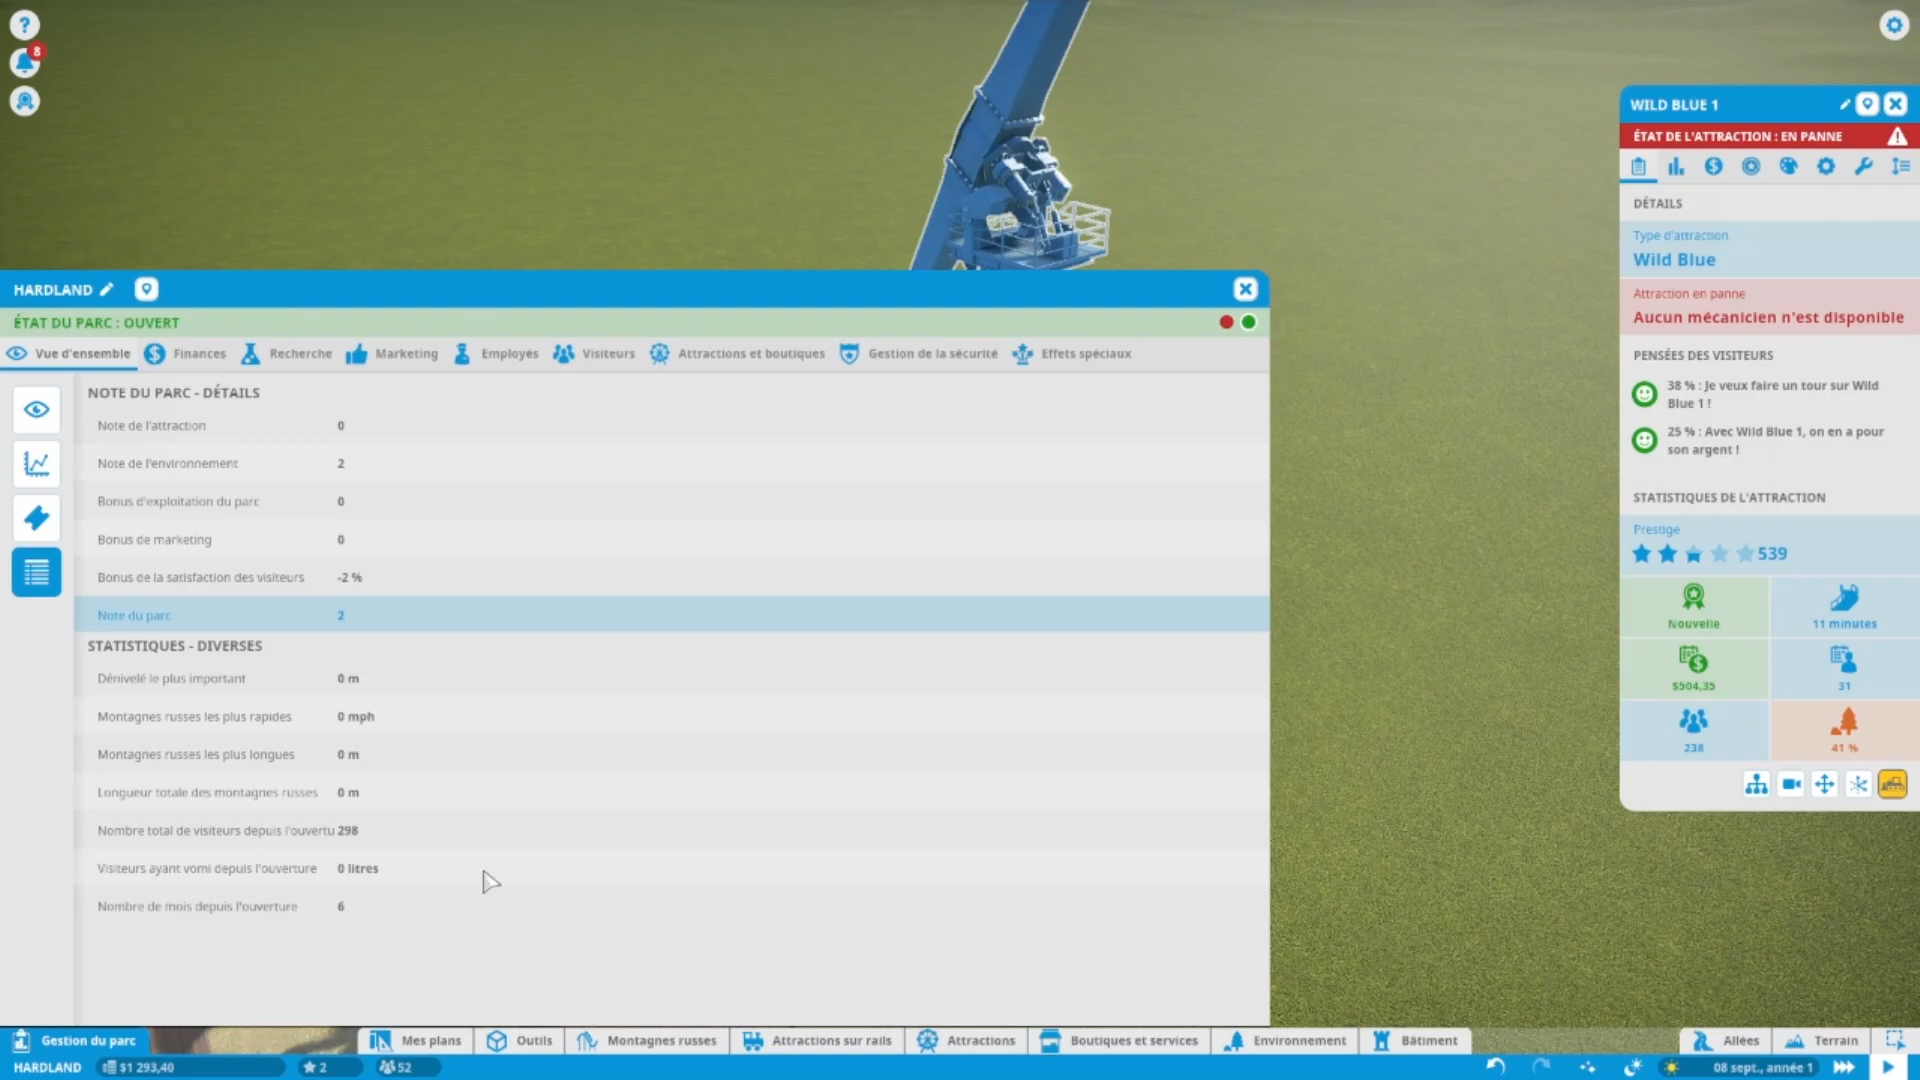 ?
8
HARDLAND
ÉTAT DU PARC : OUVERT
Vue d'ensemble
Finances
Recherche
Marketing
Employés
Visiteurs
Attractions et boutiques
Gestion de la sécurité
Effets spéciaux
NOTE DU PARC - DÉTAILS
Note de l'attraction 0
Note de l'environnement 2
Bonus d'exploitation du parc 0
Bonus de marketing 0
Bonus de la satisfaction des visiteurs -2 %
Note du parc 2
STATISTIQUES - DIVERSES
Dénivelé le plus important 0 m
Montagnes russes les plus rapides 0 mph
Montagnes russes les plus longues 0 m
Longueur totale des montagnes russes 0 m
Nombre total de visiteurs depuis l'ouvertu 298
Visiteurs ayant vomi depuis l'ouverture 0 litres
Nombre de mois depuis l'ouverture 6
WILD BLUE 1
ÉTAT DE L'ATTRACTION : EN PANNE
DÉTAILS
Type d'attraction
Wild Blue
Attraction en panne
Aucun mécanicien n'est disponible
PENSÉES DES VISITEURS
38 % : Je veux faire un tour sur Wild
Blue 1 !
25 % : Avec Wild Blue 1, on en a pour
son argent !
STATISTIQUES DE L'ATTRACTION
Prestige
539
Nouvelle
11 minutes
$504,35
31
238
41 %
Gestion du parc
Mes plans
Outils
Montagnes russes
Attractions sur rails
Attractions
Boutiques et services
Environnement
Bâtiment
Allées
Terrain
HARDLAND
$1 293,40
2
52
08 sept., année 1